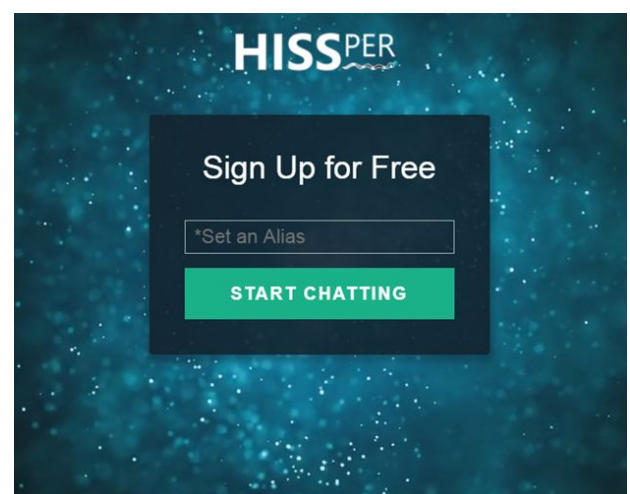 HISSPER
Sign Up for Free
*Set an Alias
START CHATTING